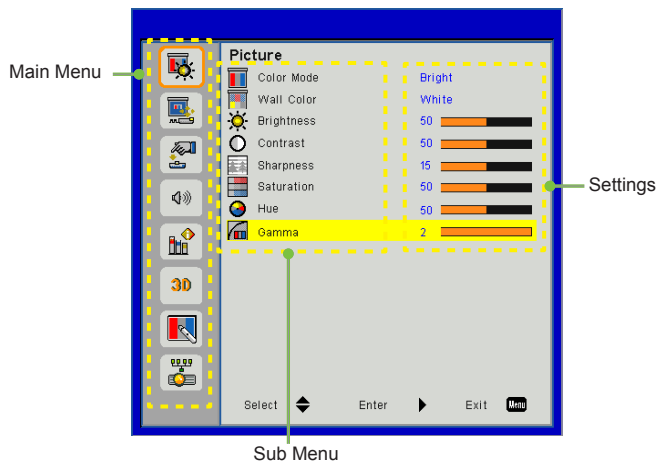 Main Menu
Picture
Color Mode Bright
Wall Color White
Brightness 50
Contrast 50
Sharpness 15
Saturation 50
Hue 50
Gamma 2
3D
Settings
Select Enter Exit Menu
Sub Menu